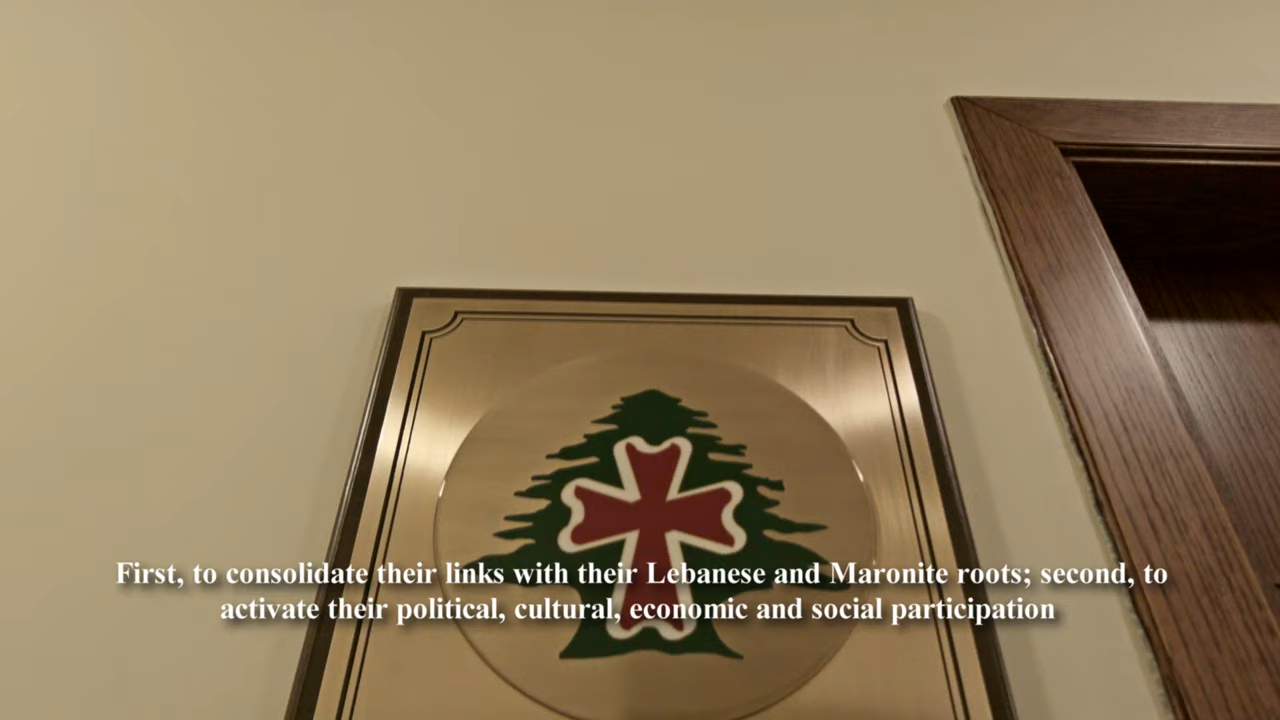 First, to consolidate their links with their Lebanese and Maronite roots; second, to
activate their political, cultural, economic and social participation